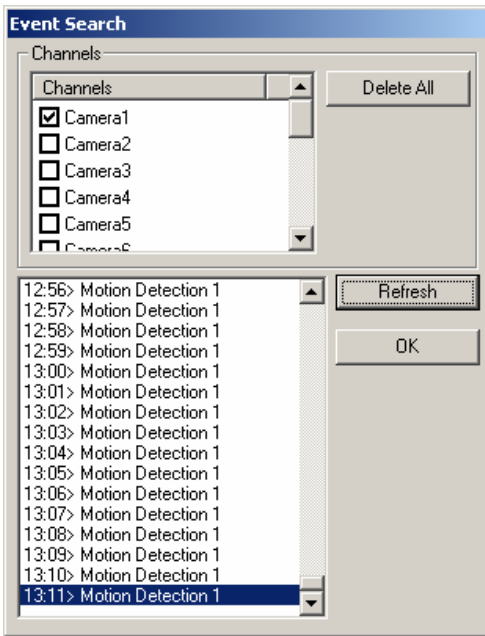 Event Search
Channels
Channels
Delete All
Camera1
Camera2
Camera3
Camera4
Camera5
Camera6
12:56> Motion Detection 1
12:57> Motion Detection 1
12:58> Motion Detection 1
12:59> Motion Detection 1
13:00> Motion Detection 1
13:01> Motion Detection 1
13:02> Motion Detection 1
13:03> Motion Detection 1
13:04> Motion Detection 1
13:05> Motion Detection 1
13:06> Motion Detection 1
13:07> Motion Detection 1
13:08> Motion Detection 1
13:09> Motion Detection 1
13:10> Motion Detection 1
13:11> Motion Detection 1
Refresh
OK